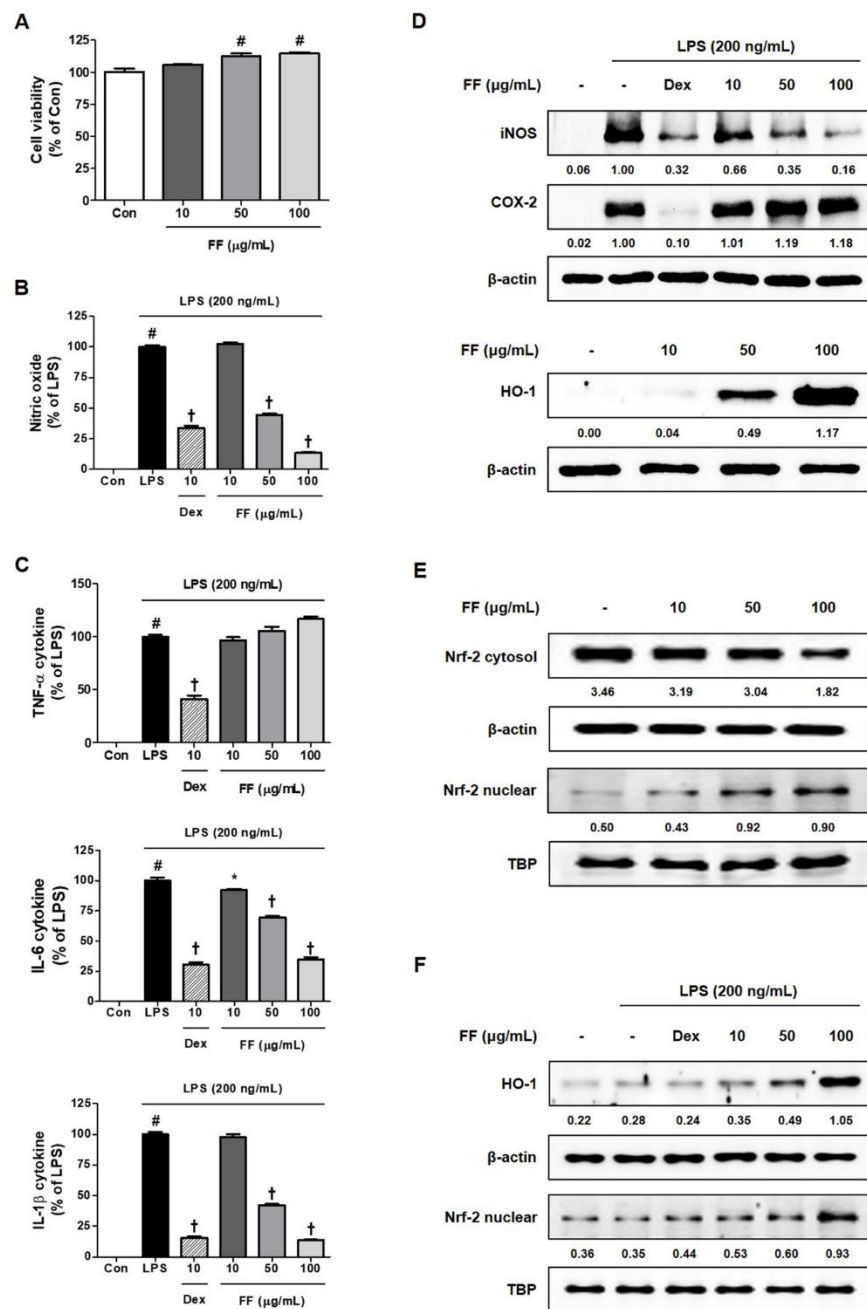 A
Cell viability
(% of Con)
125
100
75
50
25
0
#
#
Con
10
50
100
FF (μg/mL)
B
LPS (200 ng/mL)
Nitric oxide
(% of LPS)
125
100
75
50
25
0
#
†
†
†
Con
LPS
10
10
50
100
Dex
FF (μg/mL)
C
LPS (200 ng/mL)
TNF-α cytokine
(% of LPS)
150
100
50
0
#
†
Con
LPS
10
10
50
100
Dex
FF (μg/mL)
LPS (200 ng/mL)
IL-6 cytokine
(% of LPS)
125
100
75
50
25
0
#
†
*
†
†
Con
LPS
10
10
50
100
Dex
FF (μg/mL)
LPS (200 ng/mL)
IL-1β cytokine
(% of LPS)
125
100
75
50
25
0
#
†
†
†
Con
LPS
10
10
50
100
Dex
FF (μg/mL)
D
LPS (200 ng/mL)
FF (μg/mL) - - Dex 10 50 100
iNOS
0.06 1.00 0.32 0.66 0.35 0.16
COX-2
0.02 1.00 0.10 1.01 1.19 1.18
β-actin
FF (μg/mL) - 10 50 100
HO-1
0.00 0.04 0.49 1.17
β-actin
E
FF (μg/mL) - 10 50 100
Nrf-2 cytosol
3.46 3.19 3.04 1.82
β-actin
Nrf-2 nuclear
0.50 0.43 0.92 0.90
TBP
F
LPS (200 ng/mL)
FF (μg/mL) - - Dex 10 50 100
HO-1
0.22 0.28 0.24 0.35 0.49 1.05
β-actin
Nrf-2 nuclear
0.36 0.35 0.44 0.53 0.60 0.93
TBP